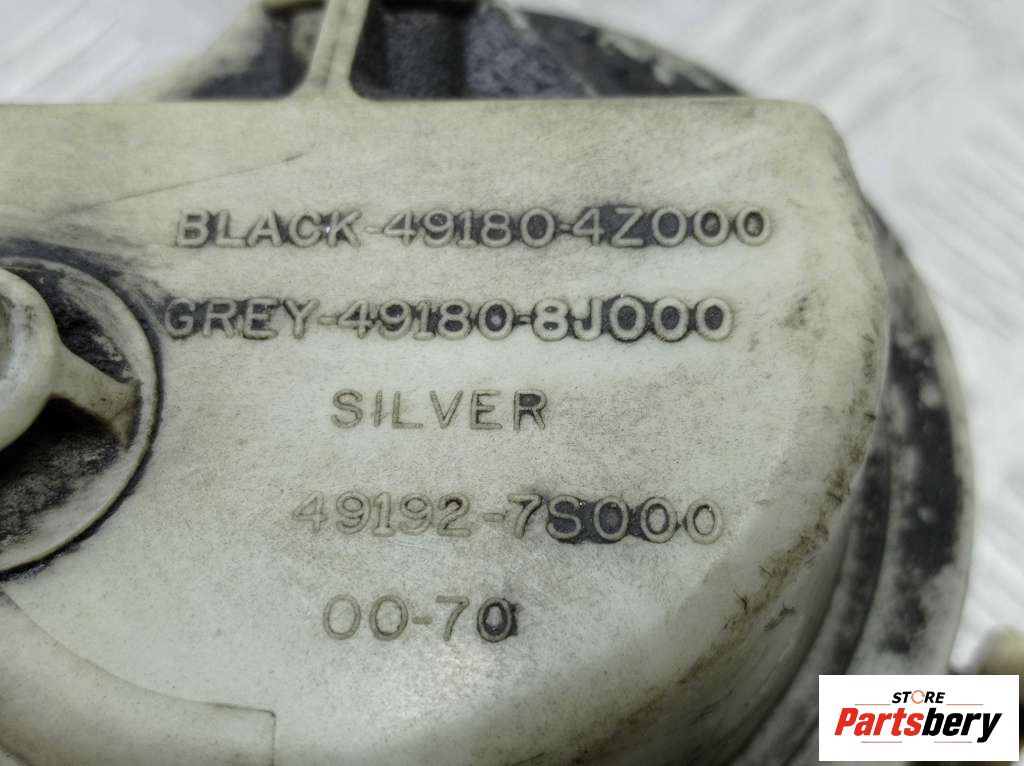 BLACK-49180-4Z000
GREY-49180-8J000
SILVER
49192-7S000
00-70
STORE
Partsbery